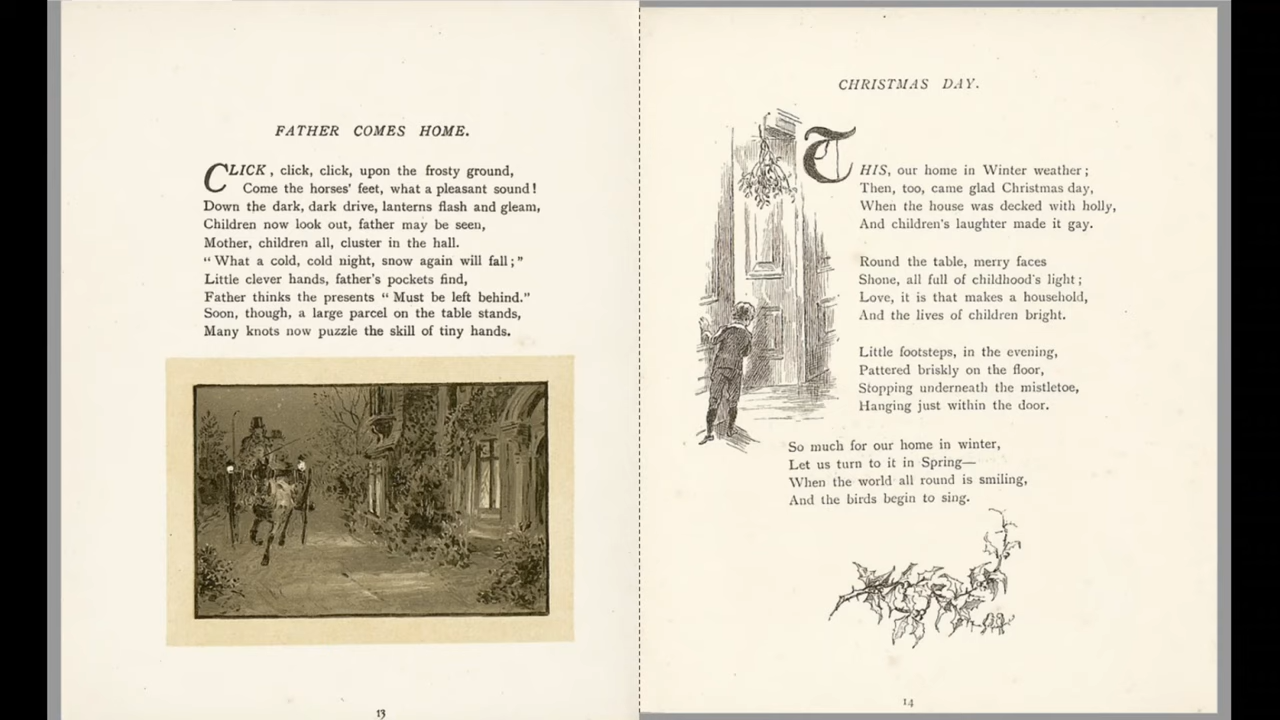 FATHER COMES HOME.
CLICK, click, click, upon the frosty ground,
Come the horses' feet, what a pleasant sound!
Down the dark, dark drive, lanterns flash and gleam,
Children now look out, father may be seen,
Mother, children all, cluster in the hall.
"What a cold, cold night, snow again will fall;"
Little clever hands, father's pockets find,
Father thinks the presents "Must be left behind."
Soon, though, a large parcel on the table stands,
Many knots now puzzle the skill of tiny hands.
13
CHRISTMAS DAY.
THIS, our home in Winter weather;
Then, too, came glad Christmas day,
When the house was decked with holly,
And children's laughter made it gay.
Round the table, merry faces
Shone, all full of childhood's light;
Love, it is that makes a household,
And the lives of children bright.
Little footsteps, in the evening,
Pattered briskly on the floor,
Stopping underneath the mistletoe,
Hanging just within the door.
So much for our home in winter,
Let us turn to it in Spring—
When the world all round is smiling,
And the birds begin to sing.
14